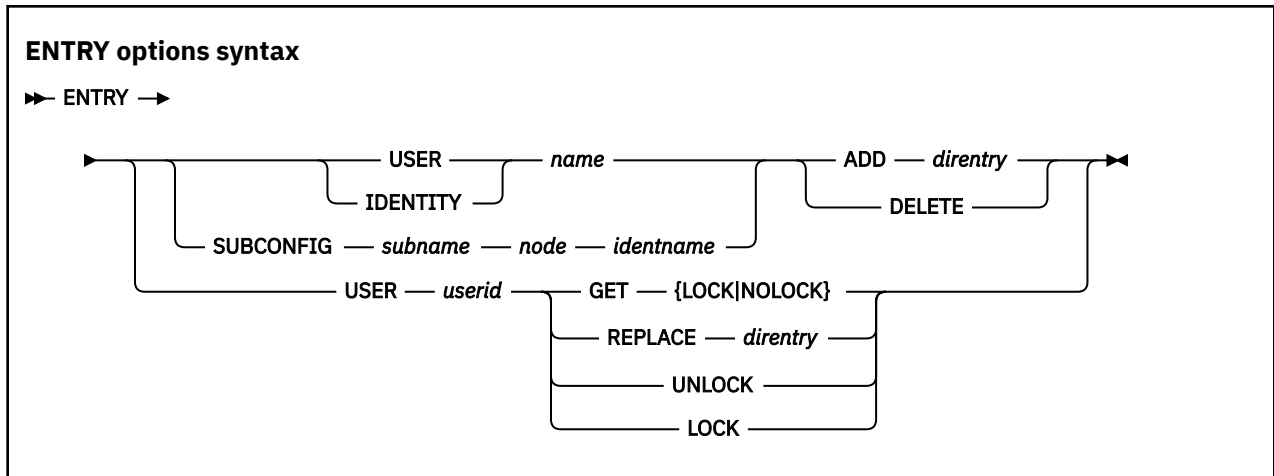 ENTRY options syntax
ENTRY
USER name ADD direntry
IDENTITY DELETE
SUBCONFIG subname node identname
USER userid GET {LOCK|NOLOCK}
REPLACE direntry
UNLOCK
LOCK